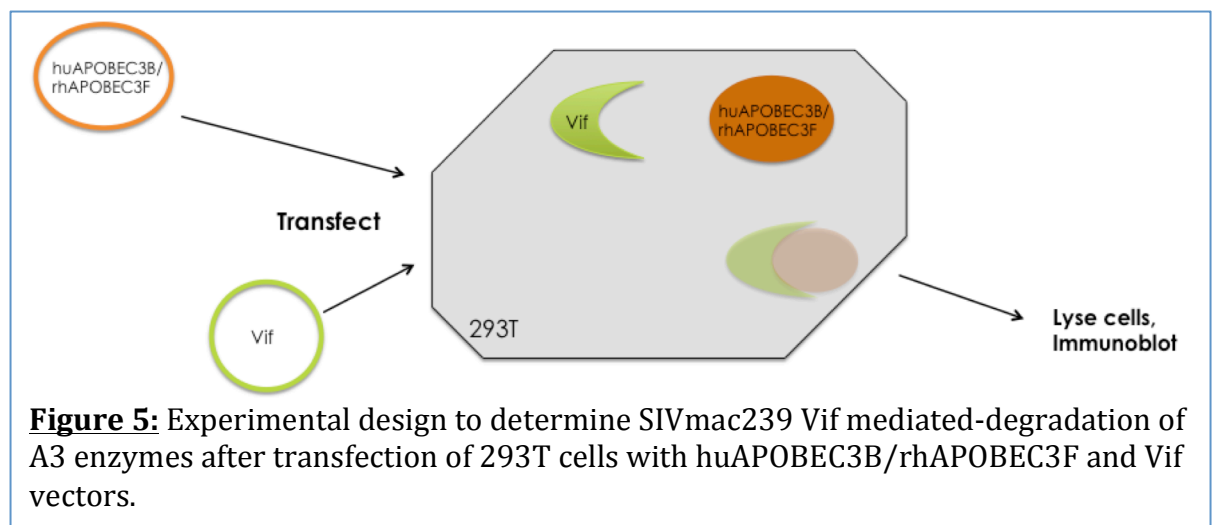 huAPOBEC3B/
rhAPOBEC3F
Vif
huAPOBEC3B/
rhAPOBEC3F
Transfect
Vif
293T
Lyse cells,
Immunoblot
Figure 5: Experimental design to determine SIVmac239 Vif mediated-degradation of
A3 enzymes after transfection of 293T cells with huAPOBEC3B/rhAPOBEC3F and Vif
vectors.